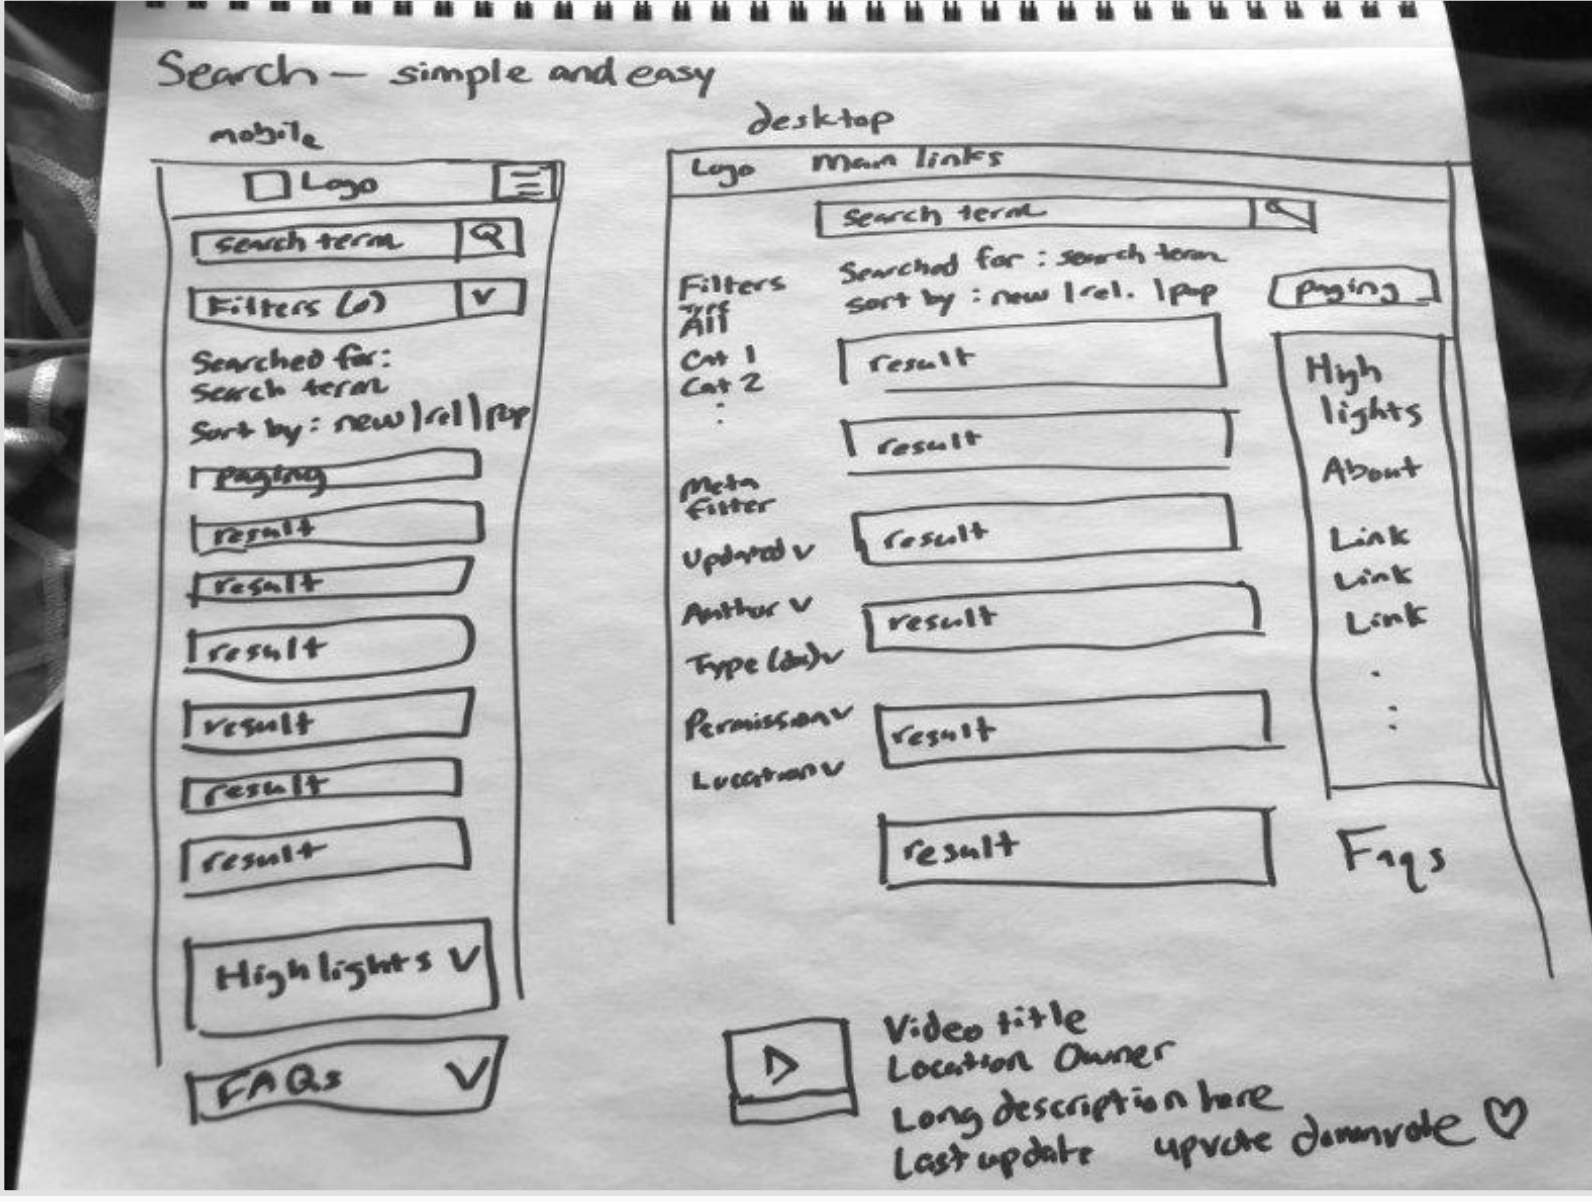 Search – simple and easy
mobile
Logo
search term
Filters (0)
v
Searched for:
Search term
Sort by: new | rel | pop
paging
result
result
result
result
result
result
Highlights v
FAQs v
desktop
Logo main links
search term
Searched for: search term
sort by: new | rel. | pop
paging
Filters
All
Cat 1
Cat 2
Meta
filter
Updated v
Author v
Type (doc) v
Permission v
Location v
result
result
result
result
result
result
High
lights
About
Link
Link
Link
Faqs
Video title
Location Owner
Long description here
Last update upvote downvote ♡